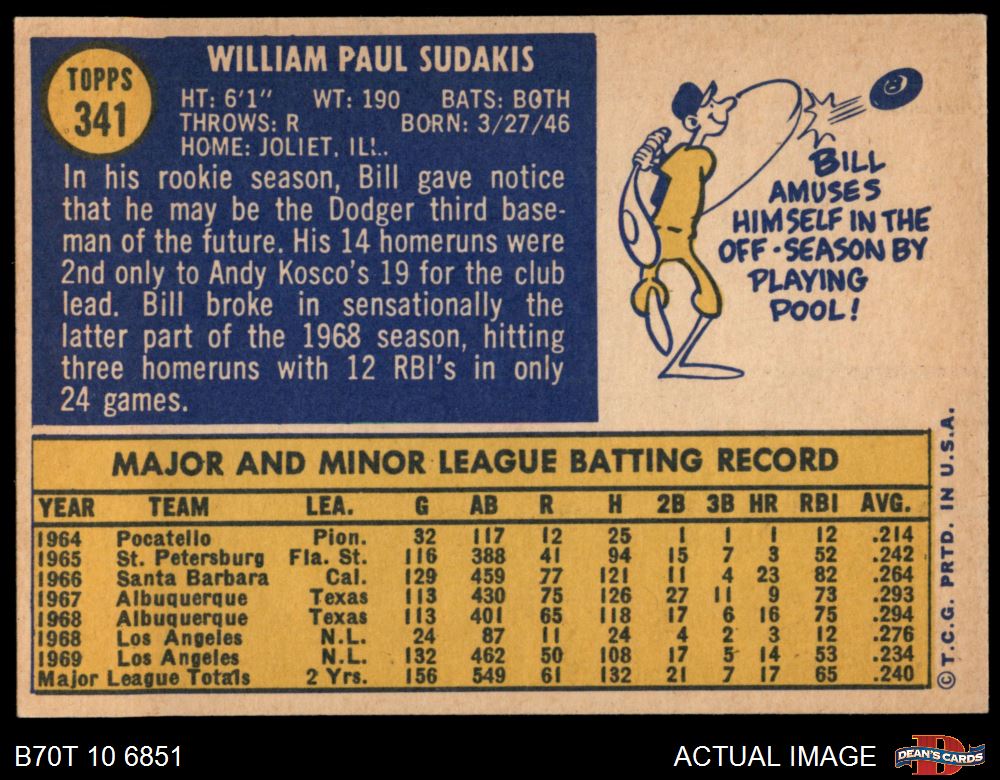 TOPPS
341
WILLIAM PAUL SUDAKIS
HT: 6'1" WT: 190 BATS: BOTH
THROWS: R BORN: 3/27/46
HOME: JOLIET, ILL.
In his rookie season, Bill gave notice
that he may be the Dodger third base-
man of the future. His 14 homeruns were
2nd only to Andy Kosco's 19 for the club
lead. Bill broke in sensationally the
latter part of the 1968 season, hitting
three homeruns with 12 RBI's in only
24 games.
8
BILL
AMUSES
HIMSELF IN THE
OFF-SEASON BY
PLAYING
POOL!
MAJOR AND MINOR LEAGUE BATTING RECORD
YEAR TEAM LEA. G AB R H 2B 3B HR RBI AVG.
1964 Pocatello Pion. 32 117 12 25 1 1 1 12 .214
1965 St. Petersburg Fla. St. 116 388 41 94 15 7 3 52 .242
1966 Santa Barbara Cal. 129 459 77 121 11 4 23 82 .264
1967 Albuquerque Texas 113 430 75 126 27 11 9 73 .293
1968 Albuquerque Texas 113 401 65 118 17 6 16 75 .294
1968 Los Angeles N.L. 24 87 11 24 4 2 3 12 .276
1969 Los Angeles N.L. 132 462 50 108 17 5 14 53 .234
Major League Totals 2 Yrs. 156 549 61 132 21 7 17 65 .240
© T.C.G. PRTD. IN U.S.A.
B70T 10 6851
ACTUAL IMAGE
DEAN'S CARDS